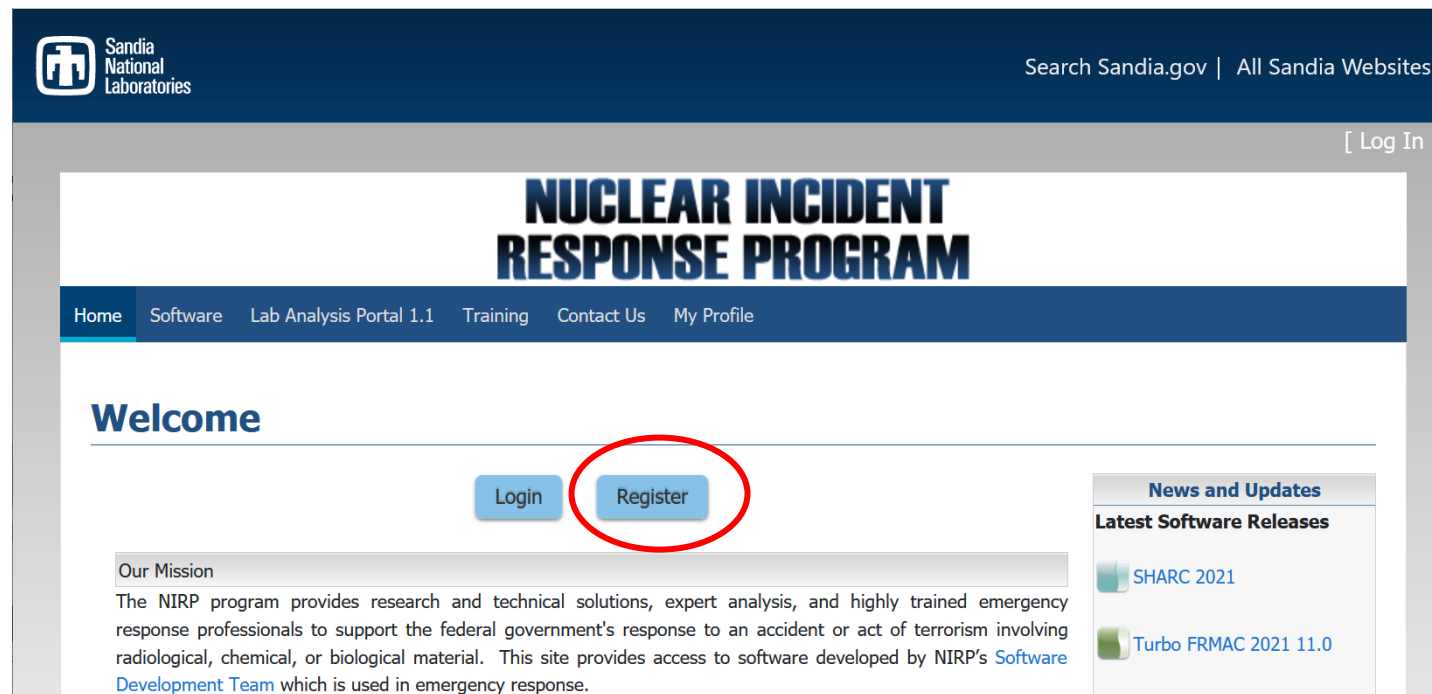 Sandia
National
Laboratories
Search Sandia.gov | All Sandia Websites
[ Log In
NUCLEAR INCIDENT
RESPONSE PROGRAM
Home Software Lab Analysis Portal 1.1 Training Contact Us My Profile
Welcome
Login Register
Our Mission
The NIRP program provides research and technical solutions, expert analysis, and highly trained emergency
response professionals to support the federal government's response to an accident or act of terrorism involving
radiological, chemical, or biological material. This site provides access to software developed by NIRP's Software
Development Team which is used in emergency response.
News and Updates
Latest Software Releases
SHARC 2021
Turbo FRMAC 2021 11.0